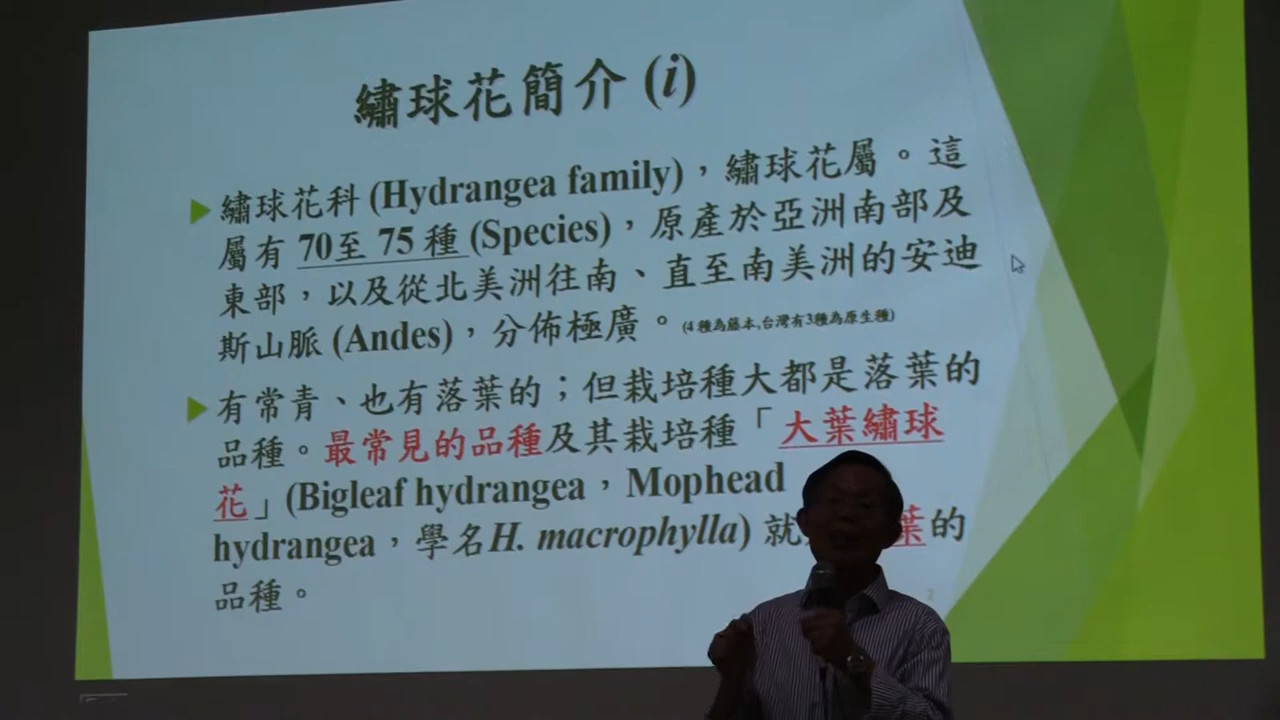 繡球花簡介 (i)
繡球花科 (Hydrangea family)，繡球花屬。這
屬有 70至 75 種 (Species)，原產於亞洲南部及
東部，以及從北美洲往南、直至南美洲的安迪
斯山脈 (Andes)，分佈極廣。(4 種為藤本,台灣有3種為原生種)
有常青、也有落葉的；但栽培種大都是落葉的
品種。最常見的品種及其栽培種「大葉繡球
花」(Bigleaf hydrangea，Mophead
hydrangea，學名H. macrophylla) 就 葉的
品種。
2